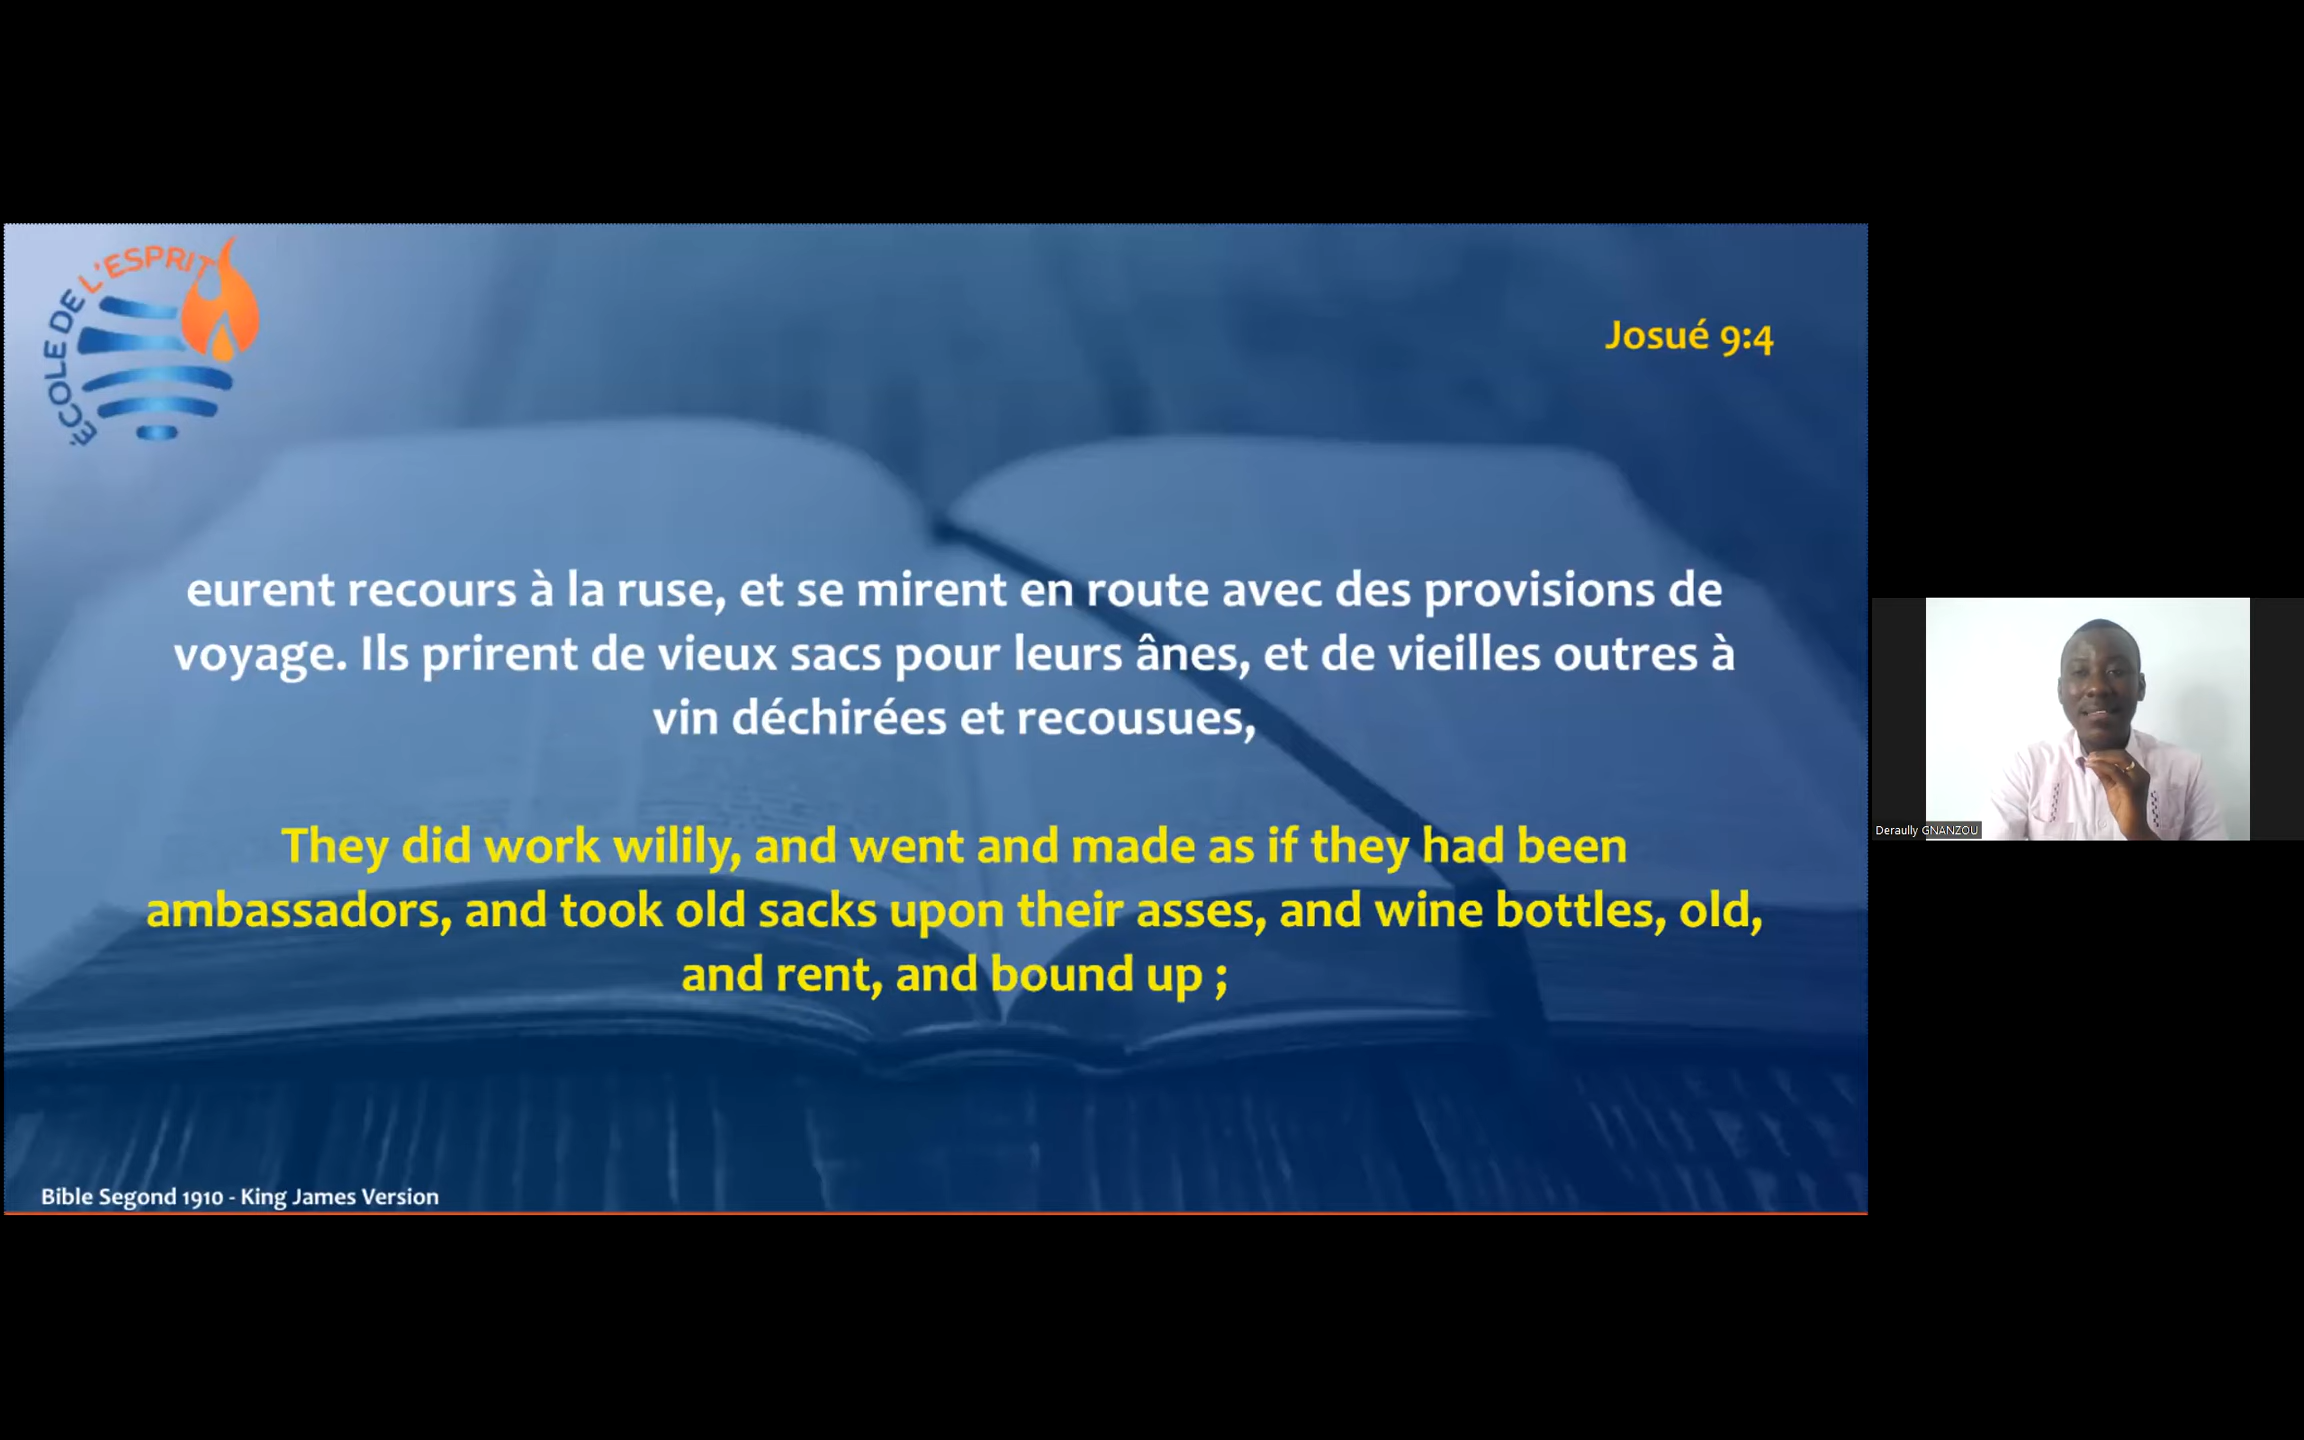 ÉCOLE DE L'ESPRIT
Josué 9:4
eurent recours à la ruse, et se mirent en route avec des provisions de
voyage. Ils prirent de vieux sacs pour leurs ânes, et de vieilles outres à
vin déchirées et recousues,
They did work wilily, and went and made as if they had been
ambassadors, and took old sacks upon their asses, and wine bottles, old,
and rent, and bound up ;
Deraully GNANZOU
Bible Segond 1910 - King James Version